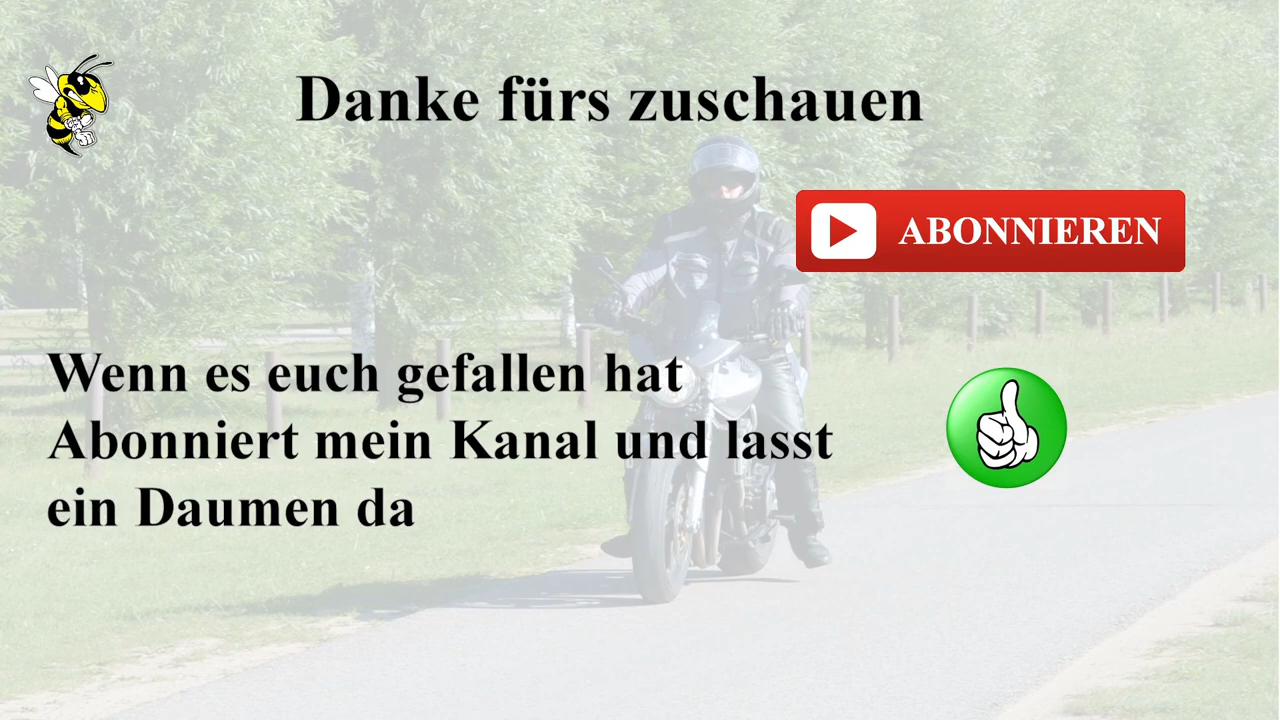 Danke fürs zuschauen
ABONNIEREN
Wenn es euch gefallen hat
Abonniert mein Kanal und lasst
ein Daumen da